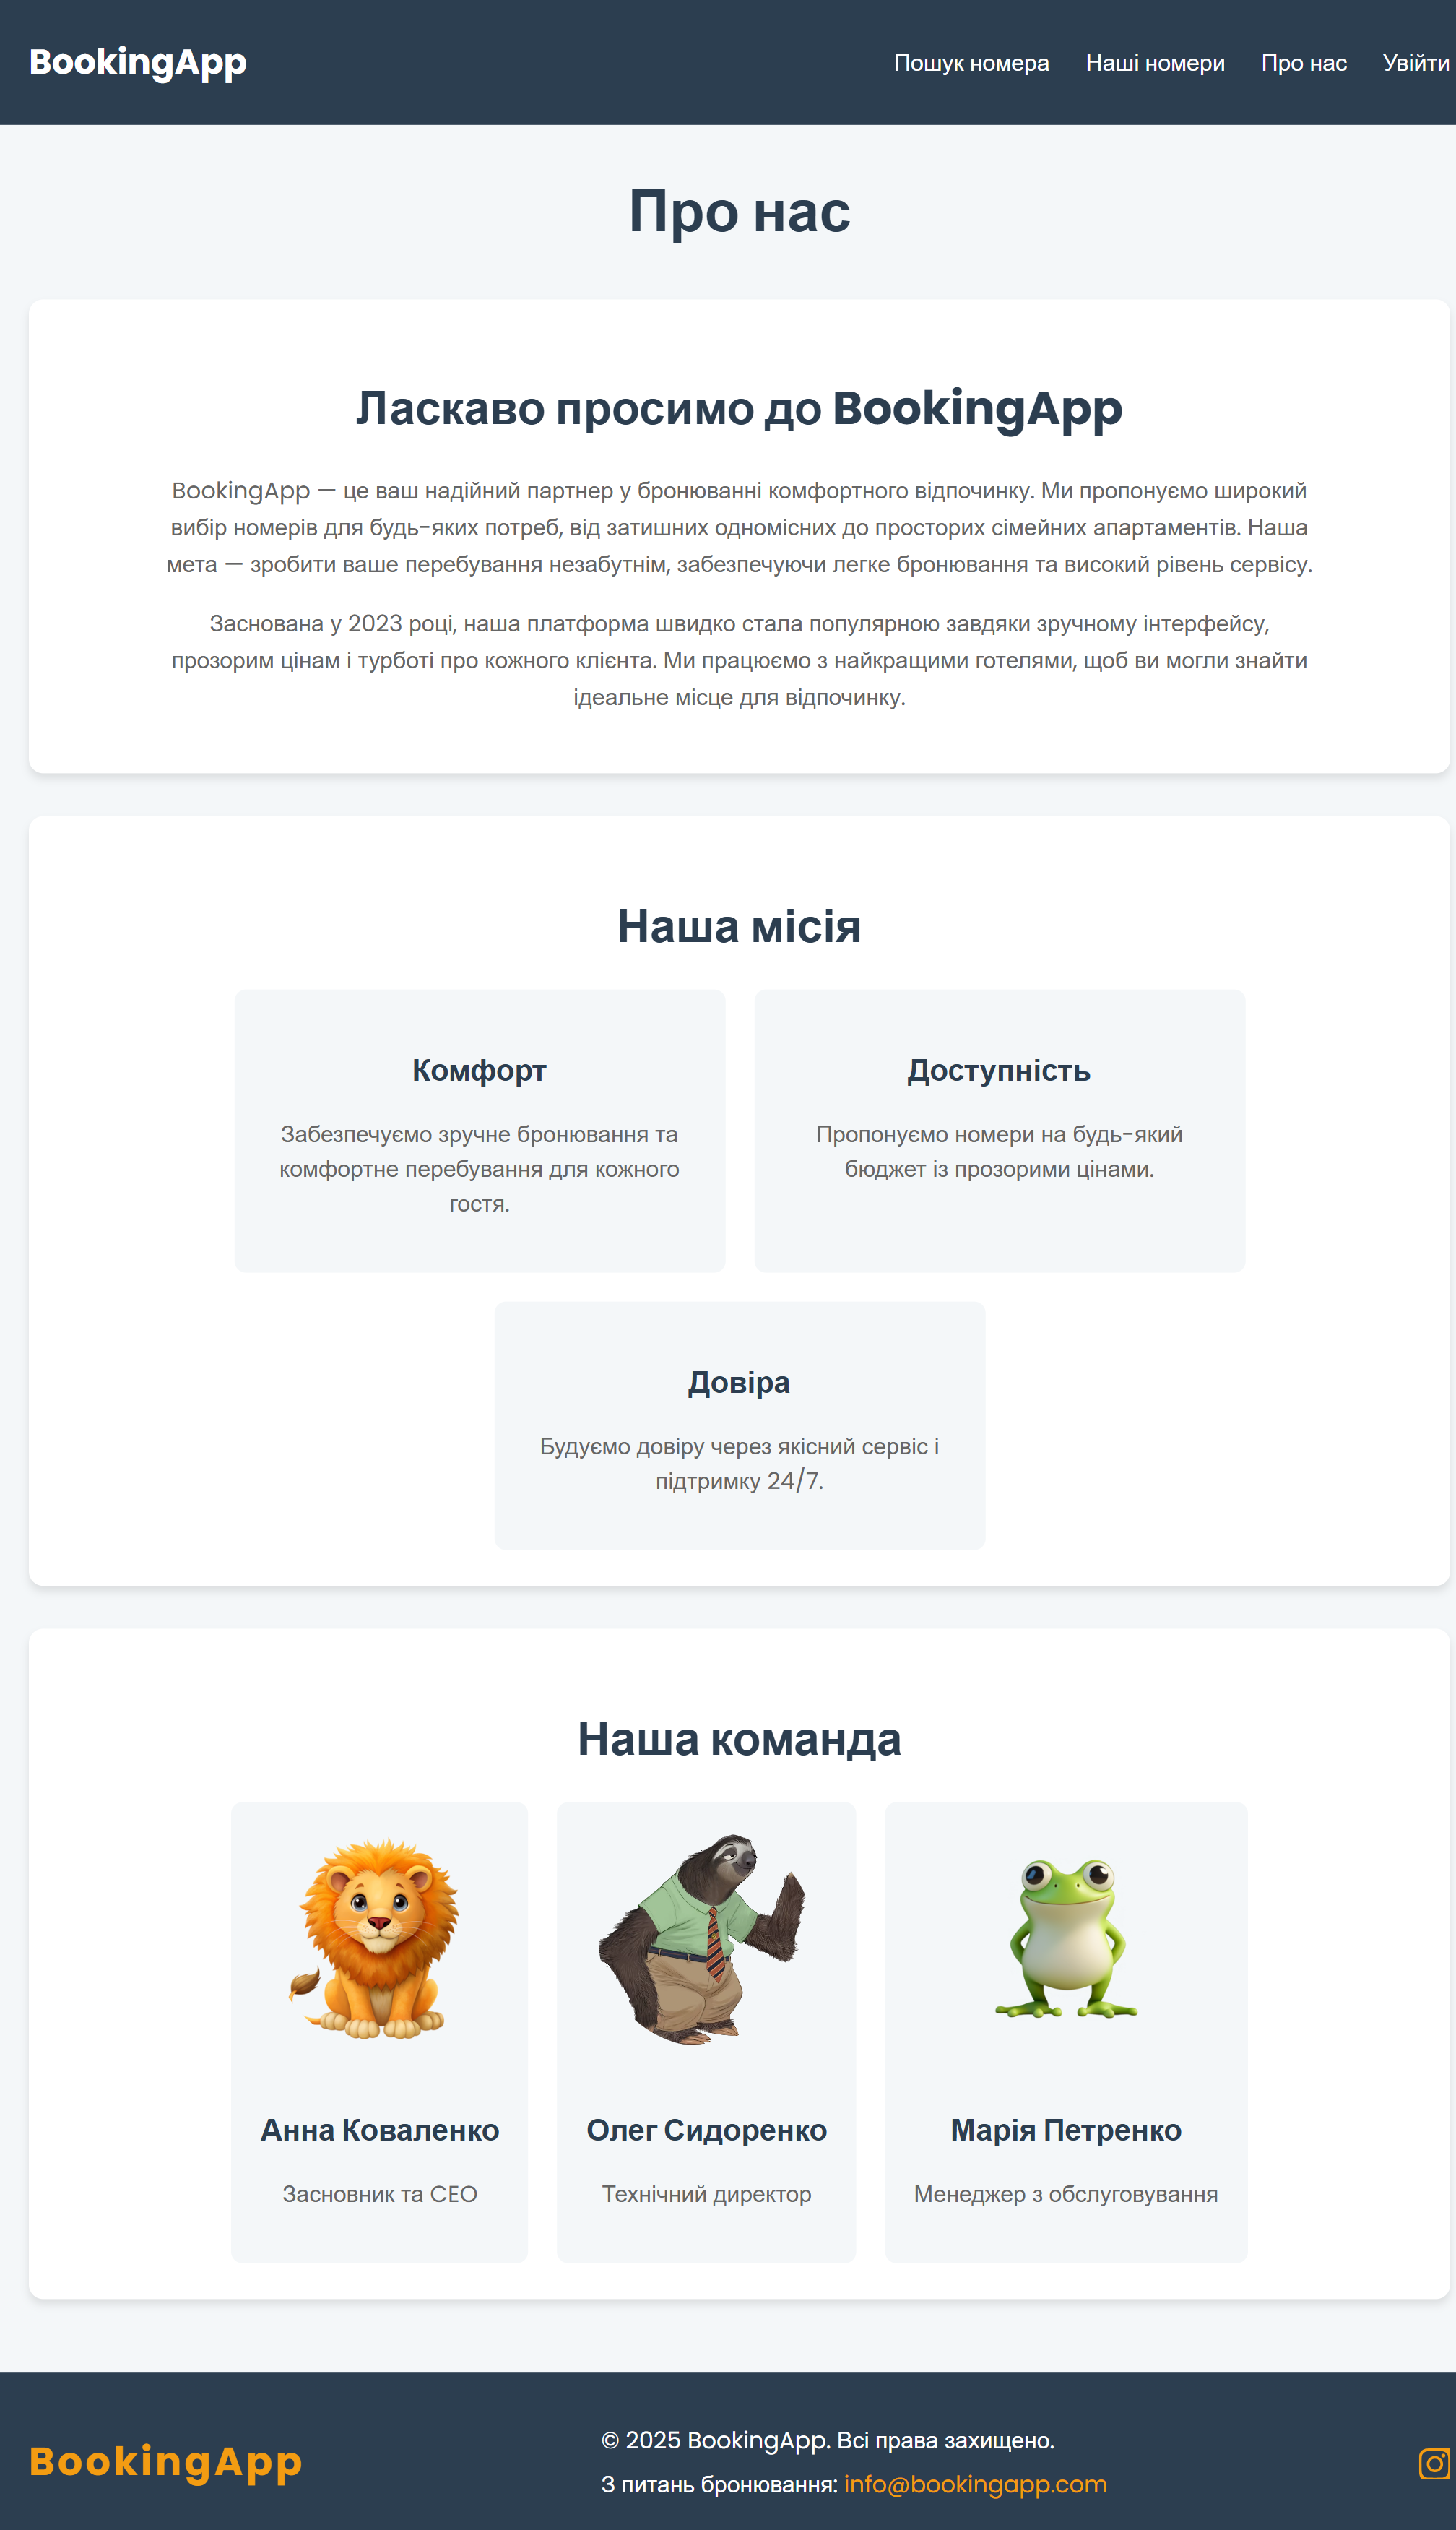 BookingApp
Пошук номера Наші номери Про нас Увійти
Про нас
Ласкаво просимо до BookingApp
BookingApp — це ваш надійний партнер у бронюванні комфортного відпочинку. Ми пропонуємо широкий
вибір номерів для будь-яких потреб, від затишних одномісних до просторих сімейних апартаментів. Наша
мета — зробити ваше перебування незабутнім, забезпечуючи легке бронювання та високий рівень сервісу.
Заснована у 2023 році, наша платформа швидко стала популярною завдяки зручному інтерфейсу,
прозорим цінам і турботі про кожного клієнта. Ми працюємо з найкращими готелями, щоб ви могли знайти
ідеальне місце для відпочинку.
Наша місія
Комфорт
Забезпечуємо зручне бронювання та
комфортне перебування для кожного
гостя.
Доступність
Пропонуємо номери на будь-який
бюджет із прозорими цінами.
Довіра
Будуємо довіру через якісний сервіс і
підтримку 24/7.
Наша команда
Анна Коваленко
Засновник та CEO
Олег Сидоренко
Технічний директор
Марія Петренко
Менеджер з обслуговування
BookingApp
© 2025 BookingApp. Всі права захищено.
З питань бронювання: info@bookingapp.com